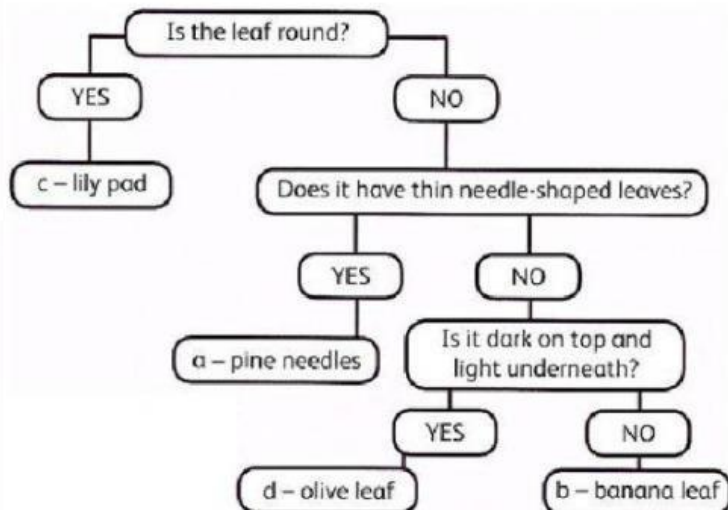 Is the leaf round?
YES
NO
c – lily pad
Does it have thin needle-shaped leaves?
YES
NO
a – pine needles
Is it dark on top and
light underneath?
YES
NO
d – olive leaf
b – banana leaf